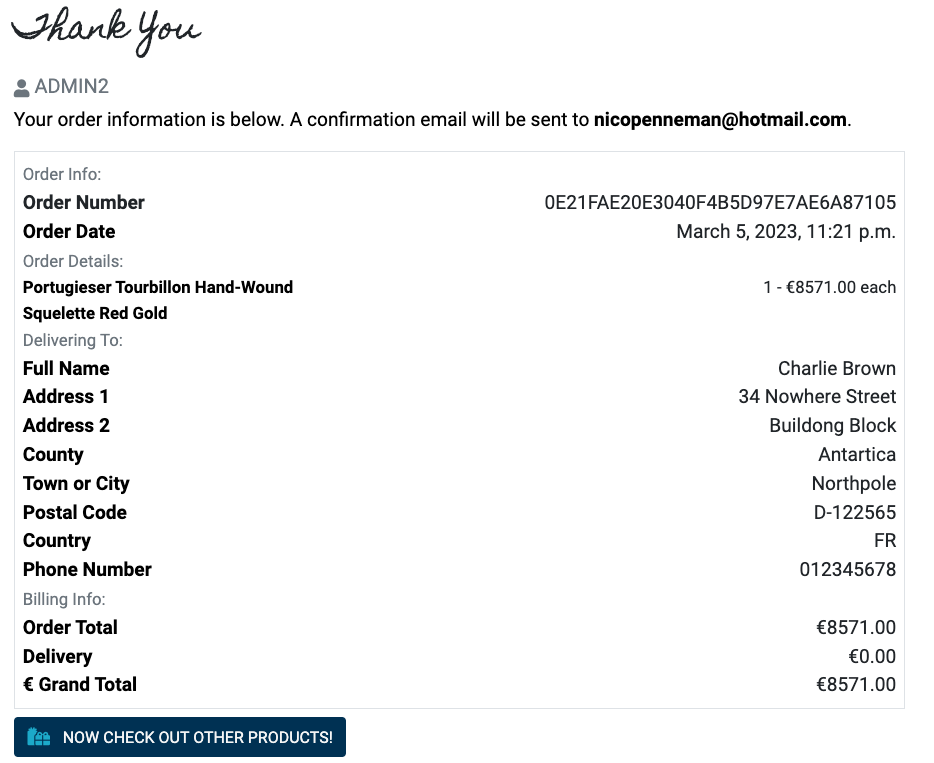 Thank You
ADMIN2
Your order information is below. A confirmation email will be sent to nicopenneman@hotmail.com.
Order Info:
Order Number 0E21FAE20E3040F4B5D97E7AE6A87105
Order Date March 5, 2023, 11:21 p.m.
Order Details:
Portugieser Tourbillon Hand-Wound 1 - €8571.00 each
Squelette Red Gold
Delivering To:
Full Name Charlie Brown
Address 1 34 Nowhere Street
Address 2 Buildong Block
County Antartica
Town or City Northpole
Postal Code D-122565
Country FR
Phone Number 012345678
Billing Info:
Order Total €8571.00
Delivery €0.00
€ Grand Total €8571.00
NOW CHECK OUT OTHER PRODUCTS!